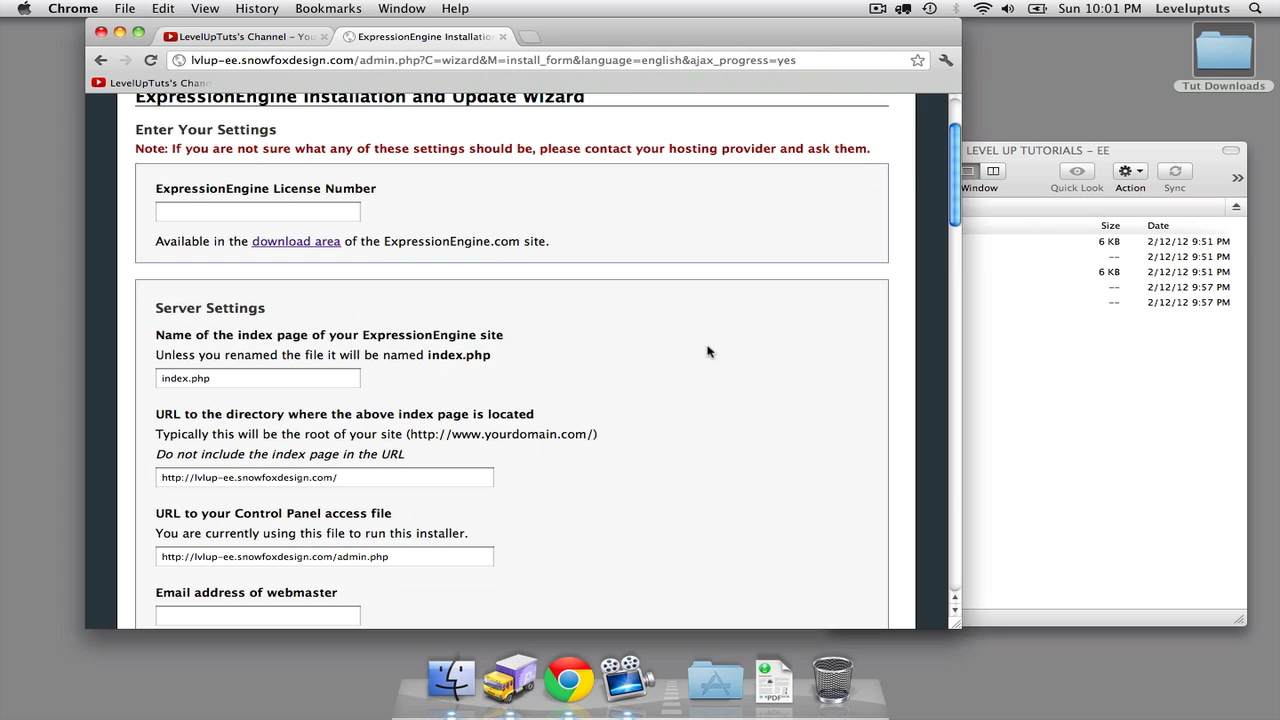 Chrome File Edit View History Bookmarks Window Help Sun 10:01 PM Leveluptuts
LevelUpTuts's Channel - You
ExpressionEngine Installation
lvlup-ee.snowfoxdesign.com/admin.php?C=wizard&M=install_form&language=english&ajax_progress=yes
LevelUpTuts's Chann
Tut Downloads
ExpressionEngine Installation and Update Wizard
Enter Your Settings
Note: If you are not sure what any of these settings should be, please contact your hosting provider and ask them.
ExpressionEngine License Number
Available in the download area of the ExpressionEngine.com site.
Server Settings
Name of the index page of your ExpressionEngine site
Unless you renamed the file it will be named index.php
index.php
URL to the directory where the above index page is located
Typically this will be the root of your site (http://www.yourdomain.com/)
Do not include the index page in the URL
http://lvlup-ee.snowfoxdesign.com/
URL to your Control Panel access file
You are currently using this file to run this installer.
http://lvlup-ee.snowfoxdesign.com/admin.php
Email address of webmaster
LEVEL UP TUTORIALS - EE
Window Quick Look Action Sync
Size Date
6 KB 2/12/12 9:51 PM
-- 2/12/12 9:51 PM
6 KB 2/12/12 9:51 PM
-- 2/12/12 9:57 PM
-- 2/12/12 9:57 PM
PDF